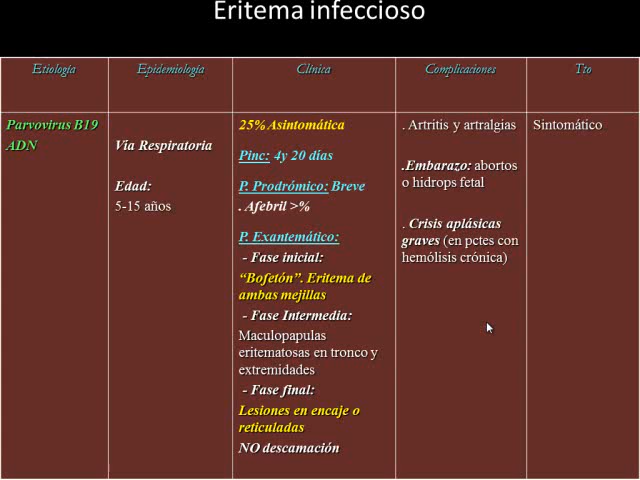 Eritema infeccioso
Etiología
Epidemiología
Clínica
Complicaciones
Tto
Parvovirus B19
ADN
Vía Respiratoria
Edad:
5-15 años
25% Asintomática
Pinc: 4y 20 días
P. Prodrómico: Breve
. Afebril >%
P. Exantemático:
- Fase inicial:
“Bofetón”. Eritema de
ambas mejillas
- Fase Intermedia:
Maculopapulas
eritematosas en tronco y
extremidades
- Fase final:
Lesiones en encaje o
reticuladas
NO descamación
. Artritis y artralgias
.Embarazo: abortos
o hidrops fetal
. Crisis aplásicas
graves (en pctes con
hemólisis crónica)
Sintomático